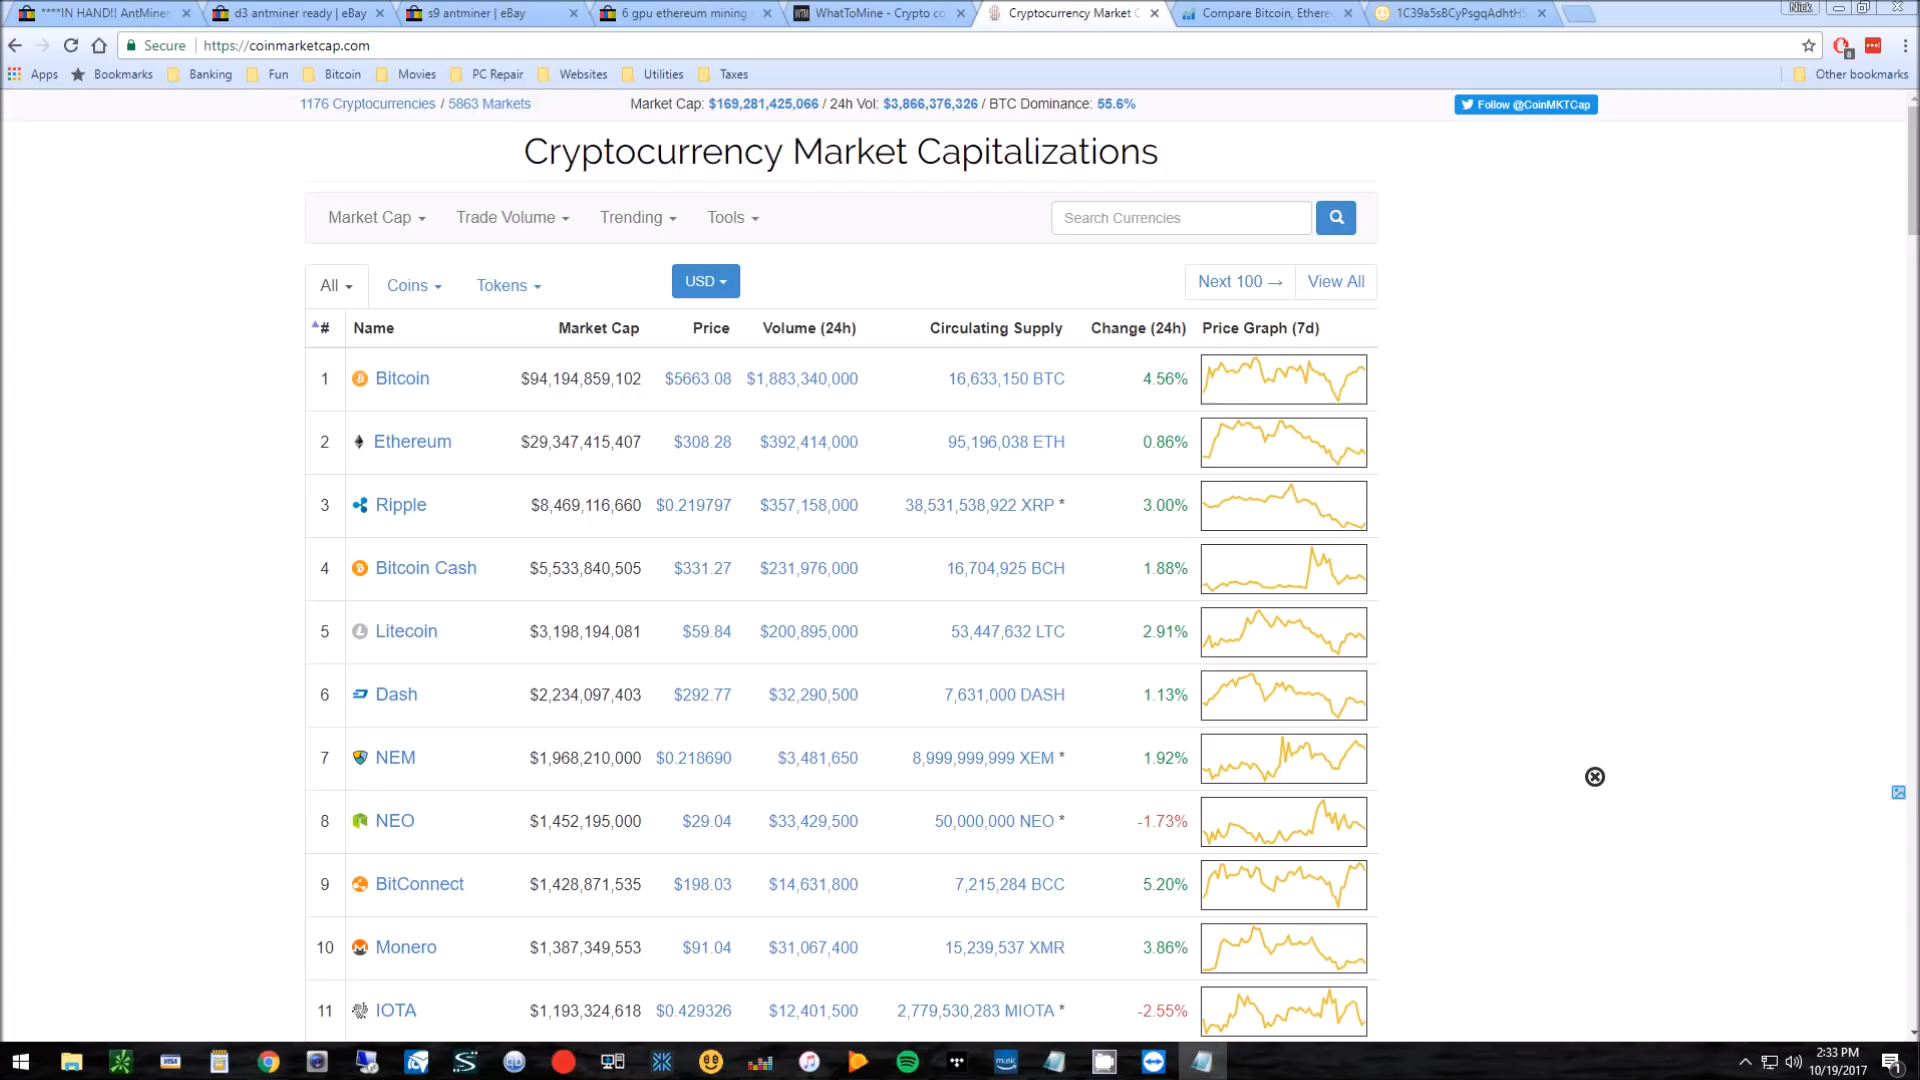 ****IN HAND!! AntMiner
d3 antminer ready | eBay
s9 antminer | eBay
6 gpu ethereum mining
WhatToMine - Crypto co
Cryptocurrency Market C
Compare Bitcoin, Ethere
1C39a5sBCyPsgqAdhtHS
Nick
Secure https://coinmarketcap.com
Apps Bookmarks Banking Fun Bitcoin Movies PC Repair Websites Utilities Taxes Other bookmarks
1176 Cryptocurrencies / 5863 Markets
Market Cap: $169,281,425,066 / 24h Vol: $3,866,376,326 / BTC Dominance: 55.6%
Follow @CoinMKTCap
Cryptocurrency Market Capitalizations
Market Cap Trade Volume Trending Tools Search Currencies
All Coins Tokens USD Next 100 → View All
# Name Market Cap Price Volume (24h) Circulating Supply Change (24h) Price Graph (7d)
1 Bitcoin $94,194,859,102 $5663.08 $1,883,340,000 16,633,150 BTC 4.56%
2 Ethereum $29,347,415,407 $308.28 $392,414,000 95,196,038 ETH 0.86%
3 Ripple $8,469,116,660 $0.219797 $357,158,000 38,531,538,922 XRP * 3.00%
4 Bitcoin Cash $5,533,840,505 $331.27 $231,976,000 16,704,925 BCH 1.88%
5 Litecoin $3,198,194,081 $59.84 $200,895,000 53,447,632 LTC 2.91%
6 Dash $2,234,097,403 $292.77 $32,290,500 7,631,000 DASH 1.13%
7 NEM $1,968,210,000 $0.218690 $3,481,650 8,999,999,999 XEM * 1.92%
8 NEO $1,452,195,000 $29.04 $33,429,500 50,000,000 NEO * -1.73%
9 BitConnect $1,428,871,535 $198.03 $14,631,800 7,215,284 BCC 5.20%
10 Monero $1,387,349,553 $91.04 $31,067,400 15,239,537 XMR 3.86%
11 IOTA $1,193,324,618 $0.429326 $12,401,500 2,779,530,283 MIOTA * -2.55%
music
2:33 PM
10/19/2017